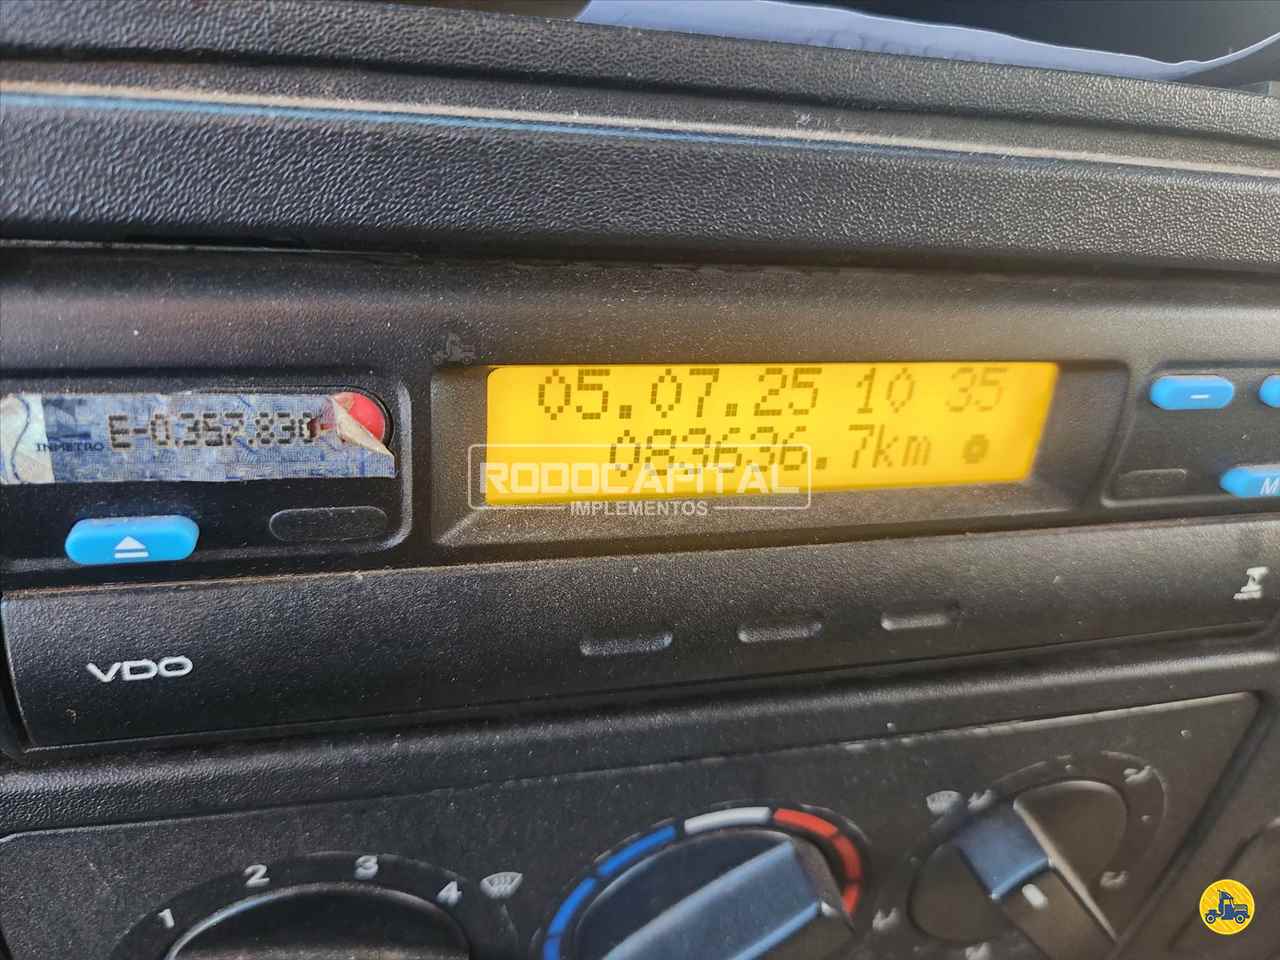 05.07.25 10 35
083636.7km
INMETRO
E-0.357.830-
RODOCAPITAL
IMPLEMENTOS
M
VDO
1
2
3
4